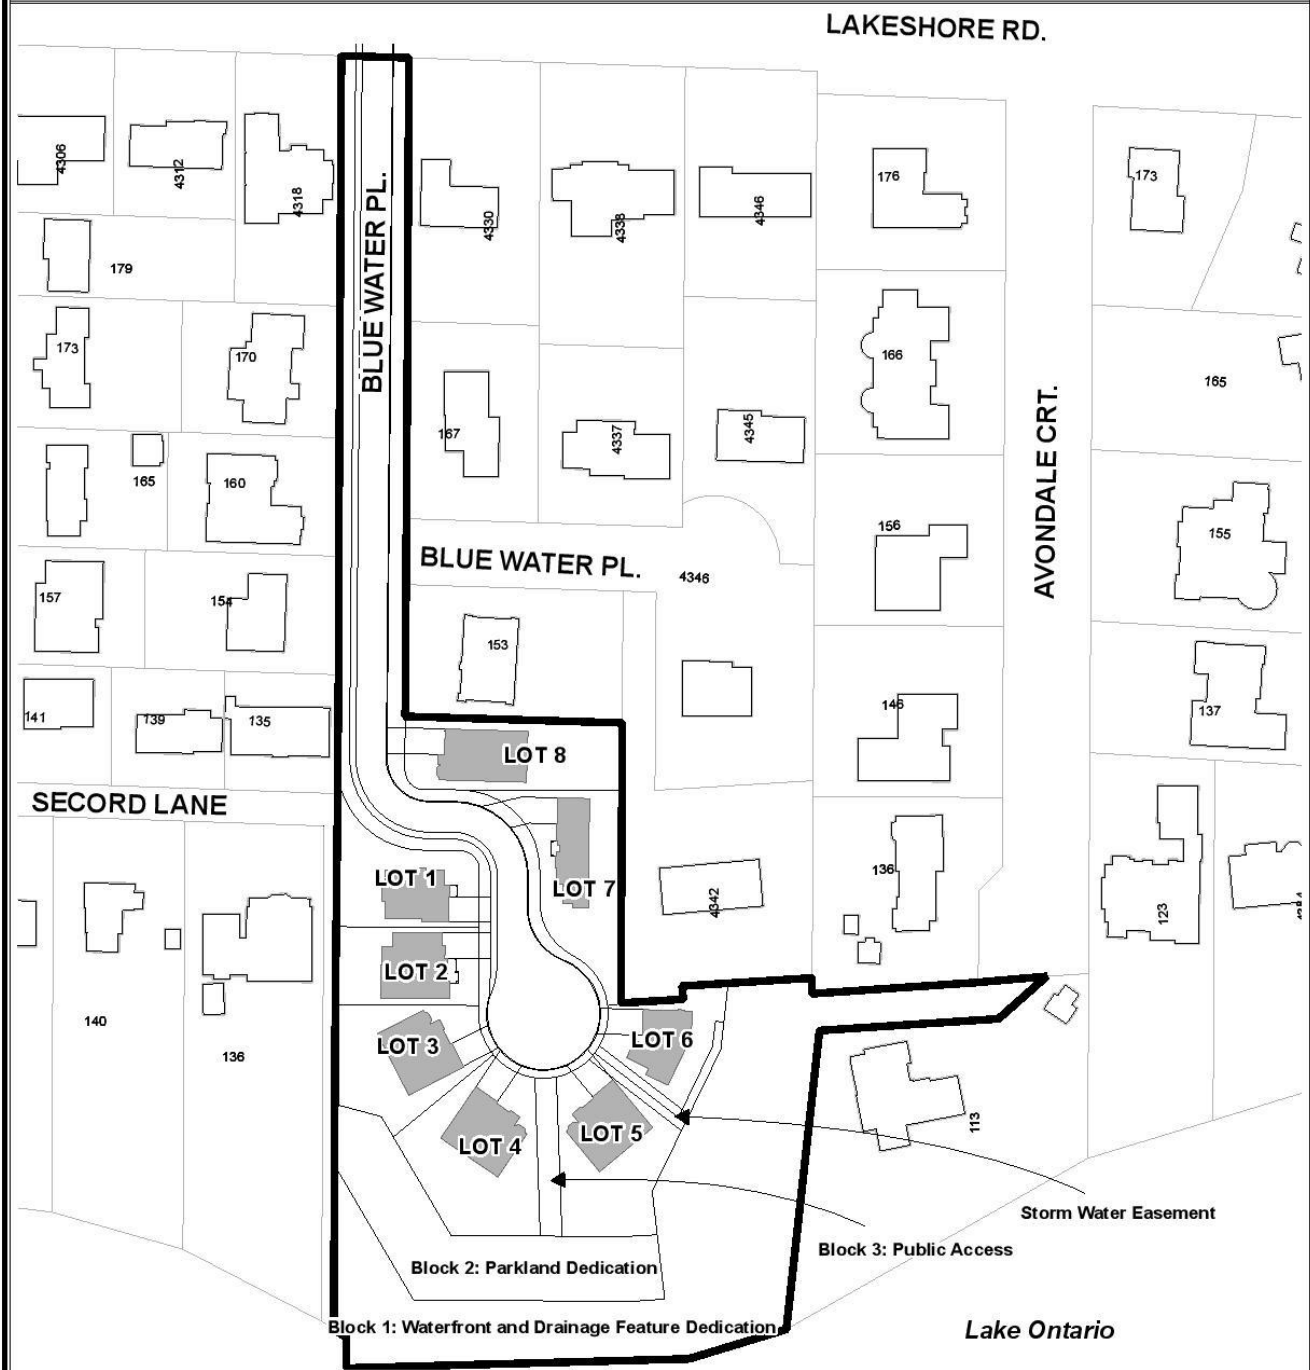 LAKESHORE RD.
4306
4312
4318
4330
4338
4346
176
173
BLUE WATER PL.
179
173
170
166
165
167
4337
4345
AVONDALE CRT.
165
160
156
155
BLUE WATER PL.
4346
157
154
153
141
139
135
146
137
LOT 8
SECORD LANE
LOT 1
LOT 7
4342
136
123
LOT 2
140
136
LOT 3
LOT 6
LOT 4
LOT 5
113
Storm Water Easement
Block 3: Public Access
Block 2: Parkland Dedication
Block 1: Waterfront and Drainage Feature Dedication
Lake Ontario